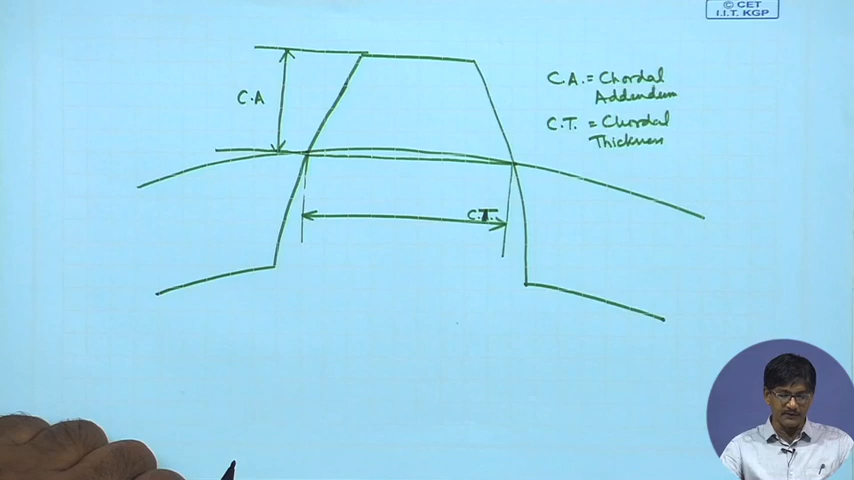 © CET
I.I.T. KGP
C.A
C.A. = Chordal
Addendum
C.T. = Chordal
Thickness
C.T.